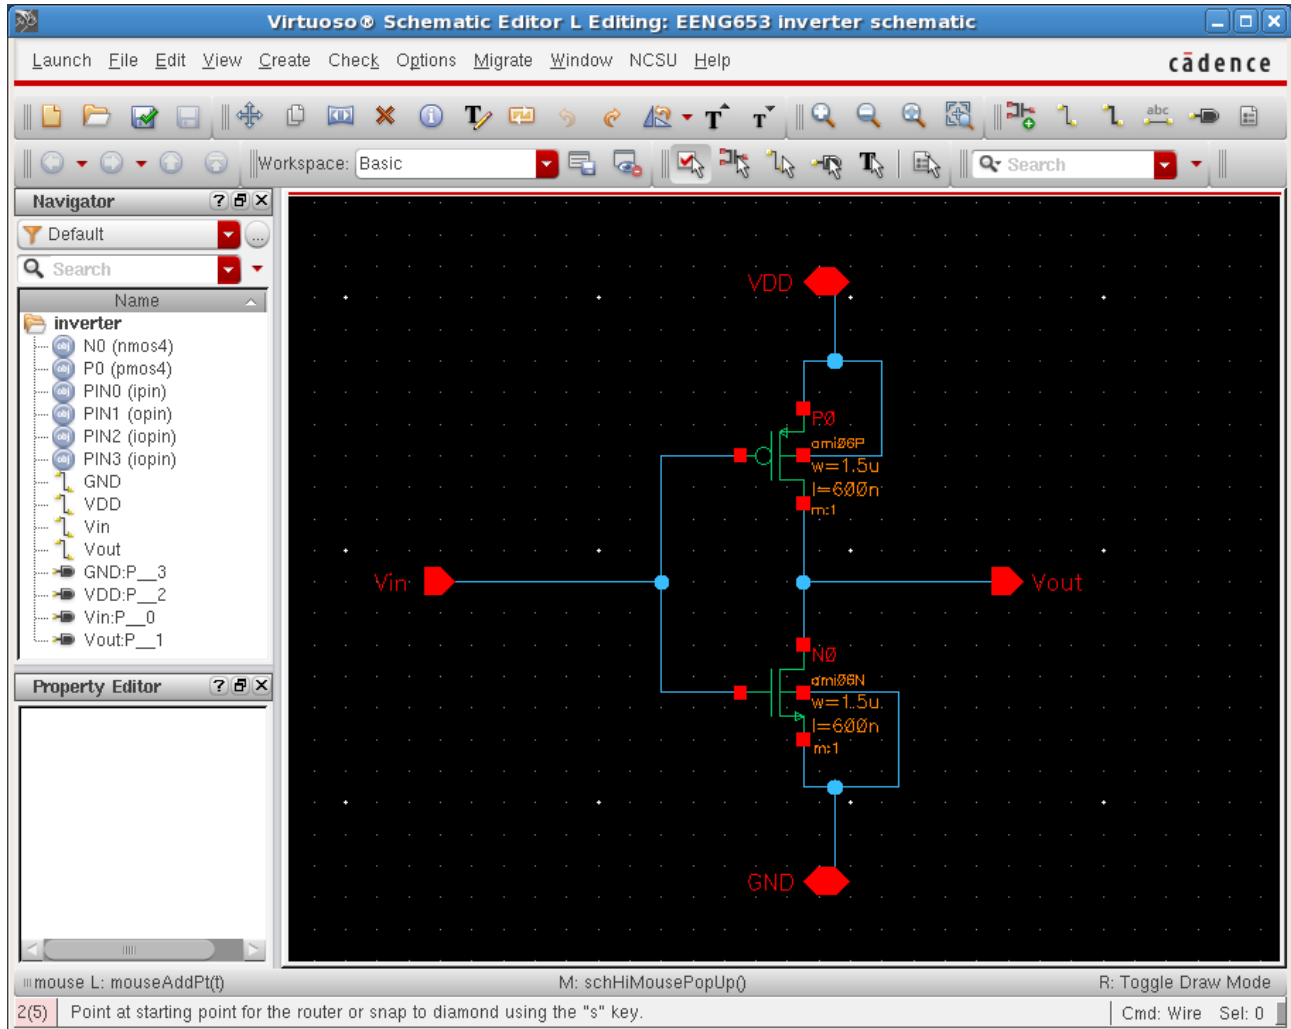 Virtuoso® Schematic Editor L Editing: EENG653 inverter schematic
Launch File Edit View Create Check Options Migrate Window NCSU Help
cādence
abc
Workspace: Basic
Search
Navigator
Default
Search
Name
inverter
N0 (nmos4)
P0 (pmos4)
PIN0 (ipin)
PIN1 (opin)
PIN2 (iopin)
PIN3 (iopin)
GND
VDD
Vin
Vout
GND:P__3
VDD:P__2
Vin:P__0
Vout:P__1
Property Editor
VDD
P0
ami06P
w=1.5u
l=600n
m:1
Vin
Vout
N0
ami06N
w=1.5u
l=600n
m:1
GND
mouse L: mouseAddPt(t)
M: schHiMousePopUp()
R: Toggle Draw Mode
2(5)
Point at starting point for the router or snap to diamond using the "s" key.
Cmd: Wire Sel: 0